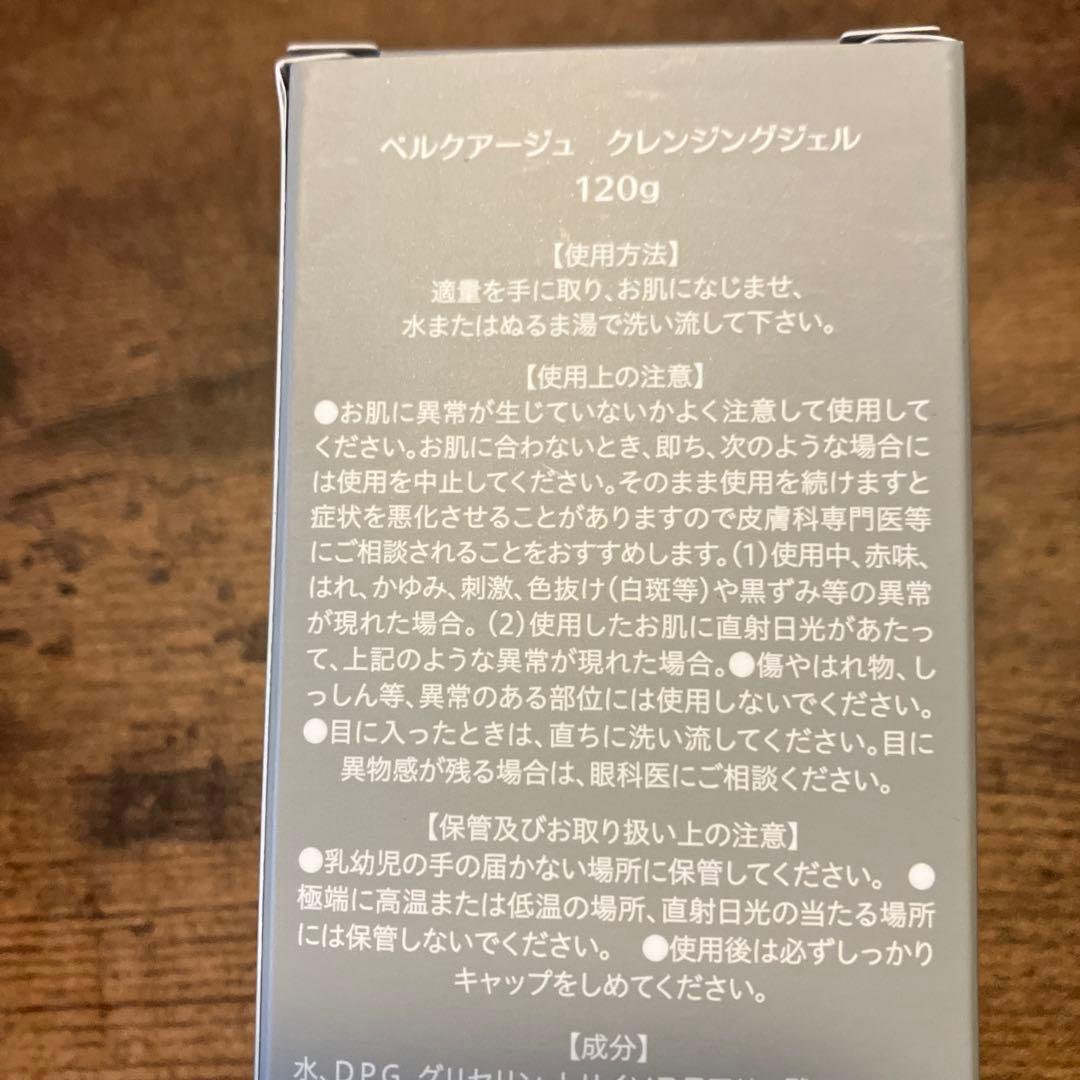 ペルクアージュ　クレンジングジェル
120g
【使用方法】
適量を手に取り、お肌になじませ、
水またはぬるま湯で洗い流して下さい。
【使用上の注意】
●お肌に異常が生じていないかよく注意して使用して
ください。お肌に合わないとき、即ち、次のような場合に
は使用を中止してください。そのまま使用を続けますと
症状を悪化させることがありますので皮膚科専門医等
にご相談されることをおすすめします。（1）使用中、赤味、
はれ、かゆみ、刺激、色抜け（白斑等）や黒ずみ等の異常
が現れた場合。（2）使用したお肌に直射日光があたっ
て、上記のような異常が現れた場合。●傷やはれ物、し
っしん等、異常のある部位には使用しないでください。
●目に入ったときは、直ちに洗い流してください。目に
異物感が残る場合は、眼科医にご相談ください。
【保管及びお取り扱い上の注意】
●乳幼児の手の届かない場所に保管してください。　●
極端に高温または低温の場所、直射日光の当たる場所
には保管しないでください。　●使用後は必ずしっかり
キャップをしめてください。
【成分】
水、DPG、グリセリン、トリイソ